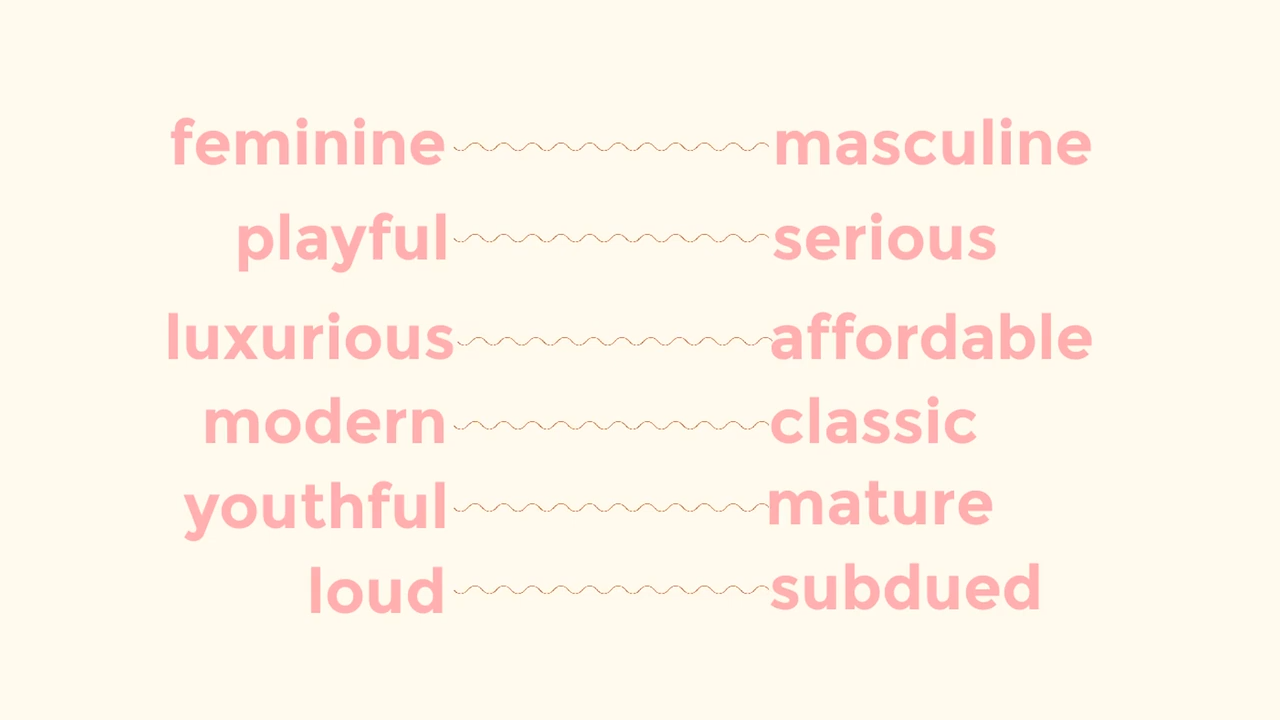 feminine masculine
playful serious
luxurious affordable
modern classic
youthful mature
loud subdued